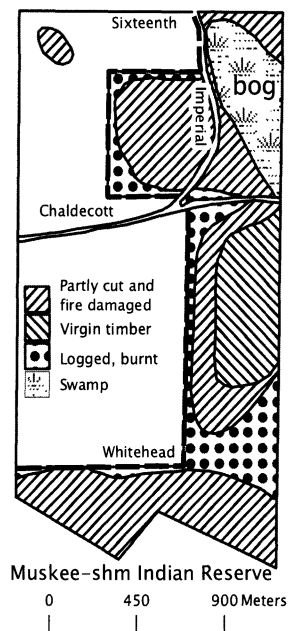 Sixteenth
bog
Imperial
Chaldecott
Partly cut and
fire damaged
Virgin timber
Logged, burnt
Swamp
Whitehead
Muskee-shm Indian Reserve
0 450 900 Meters